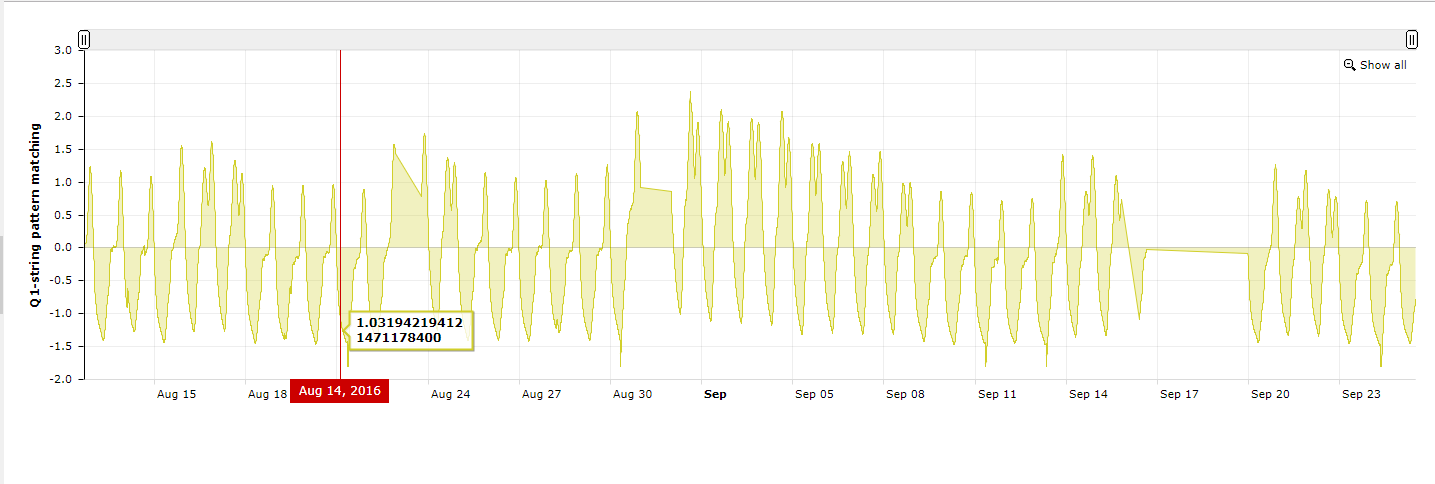 Show all
Q1-string pattern matching
3.0
2.5
2.0
1.5
1.0
0.5
0.0
-0.5
-1.0
-1.5
-2.0
1.03194219412
1471178400
Aug 15
Aug 18
Aug 14, 2016
Aug 24
Aug 27
Aug 30
Sep
Sep 05
Sep 08
Sep 11
Sep 14
Sep 17
Sep 20
Sep 23